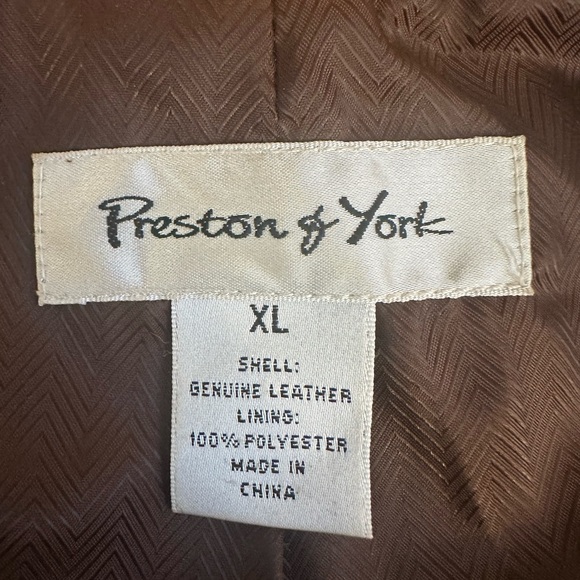 Preston & York
XL
SHELL:
GENUINE LEATHER
LINING:
100% POLYESTER
MADE IN
CHINA